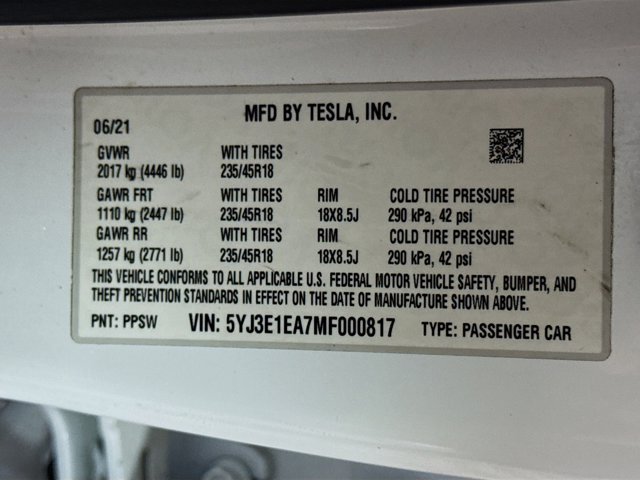 MFD BY TESLA, INC.
06/21
GVWR WITH TIRES
2017 kg (4446 lb) 235/45R18
GAWR FRT WITH TIRES RIM COLD TIRE PRESSURE
1110 kg (2447 lb) 235/45R18 18X8.5J 290 kPa, 42 psi
GAWR RR WITH TIRES RIM COLD TIRE PRESSURE
1257 kg (2771 lb) 235/45R18 18X8.5J 290 kPa, 42 psi
THIS VEHICLE CONFORMS TO ALL APPLICABLE U.S. FEDERAL MOTOR VEHICLE SAFETY, BUMPER, AND
THEFT PREVENTION STANDARDS IN EFFECT ON THE DATE OF MANUFACTURE SHOWN ABOVE.
PNT: PPSW VIN: 5YJ3E1EA7MF000817 TYPE: PASSENGER CAR